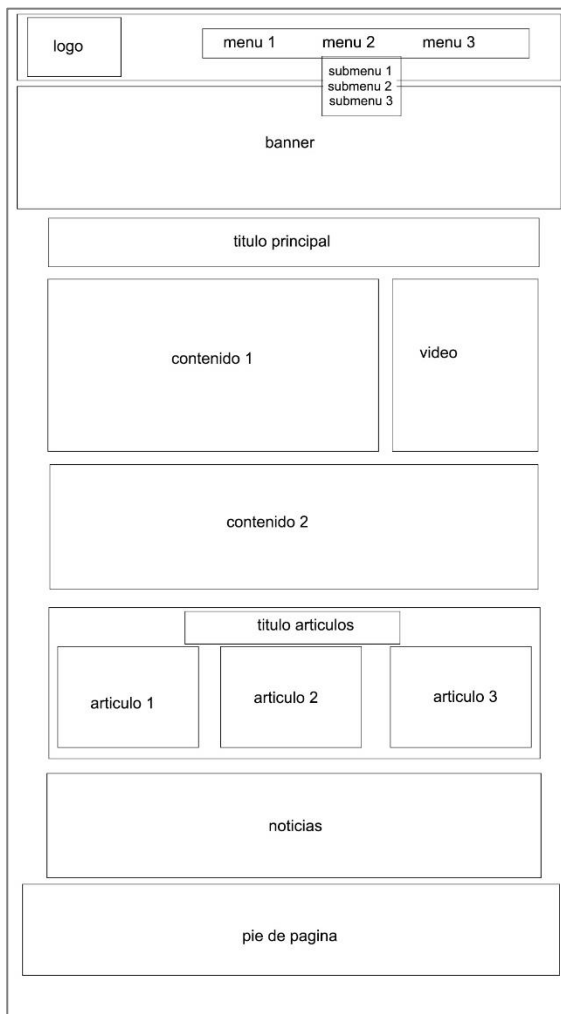 logo
menu 1 menu 2 menu 3
submenu 1
submenu 2
submenu 3
banner
titulo principal
contenido 1
video
contenido 2
titulo articulos
articulo 1
articulo 2
articulo 3
noticias
pie de pagina